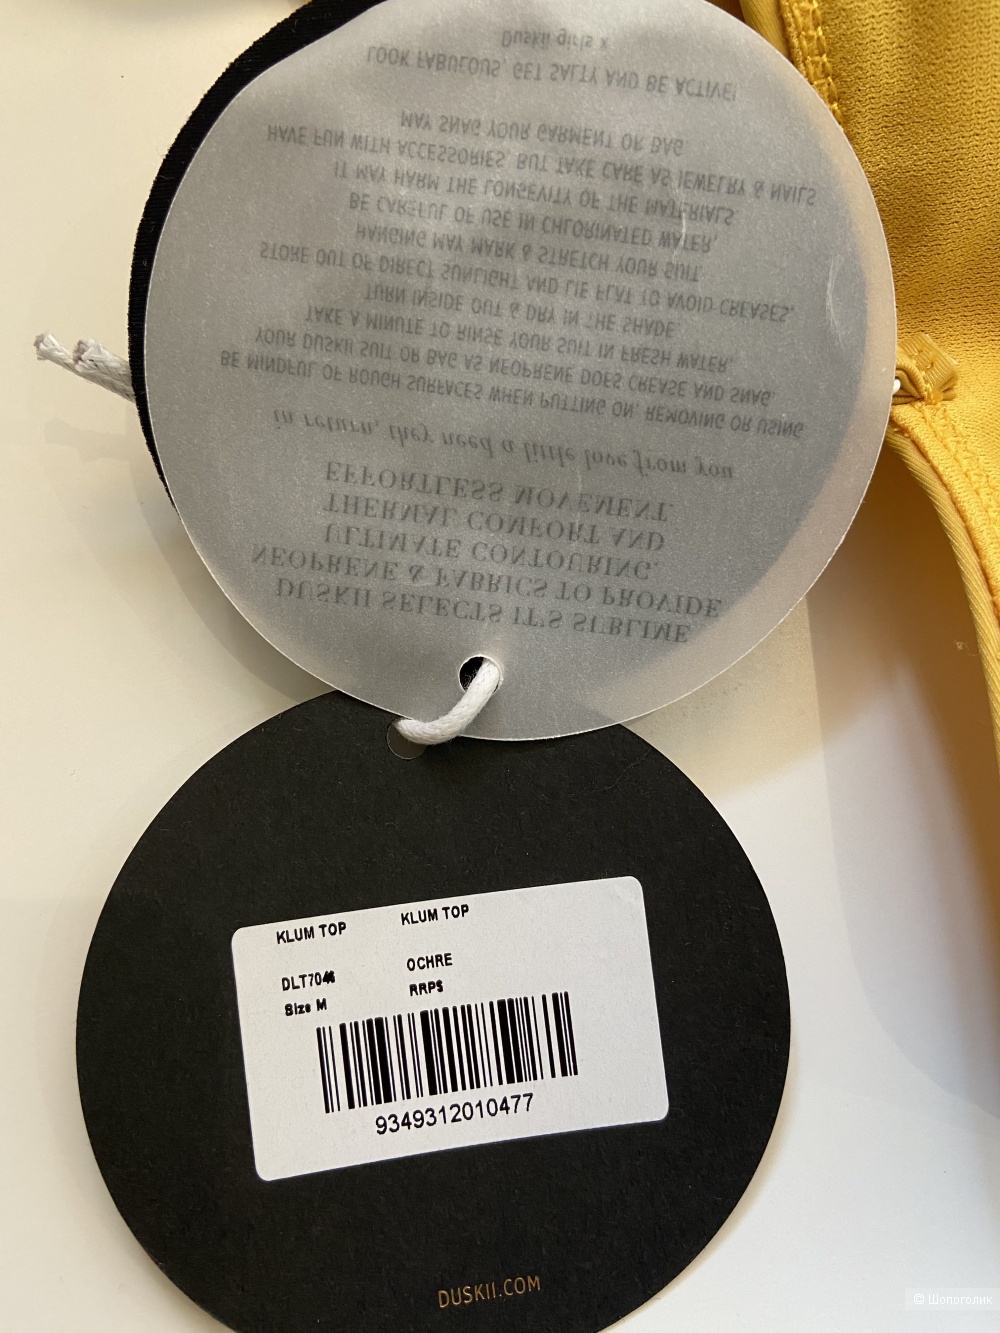 DUSKII SELECTS IT'S SUBLIME
NEOPRENE & FABRICS TO PROVIDE
ULTIMATE CONTOURING,
THERMAL COMFORT AND
EFFORTLESS MOVEMENT.
in return, they need a little love from you
BE MINDFUL OF ROUGH SURFACES WHEN PUTTING ON, REMOVING OR USING
YOUR DUSKII SUIT OR BAG AS NEOPRENE DOES CREASE AND SNAG.
TAKE A MINUTE TO RINSE YOUR SUIT IN FRESH WATER,
TURN INSIDE OUT & DRY IN THE SHADE.
STORE OUT OF DIRECT SUNLIGHT AND LIE FLAT TO AVOID CREASES,
HANGING MAY MARK & STRETCH YOUR SUIT.
BE CAREFUL OF USE IN CHLORINATED WATER,
IT MAY HARM THE LONGEVITY OF THE MATERIALS.
HAVE FUN WITH ACCESSORIES, BUT TAKE CARE AS JEWELRY & NAILS
MAY SNAG YOUR GARMENT OR BAG.
LOOK FABULOUS, GET SALTY AND BE ACTIVE!
Duskii girls x
KLUM TOP KLUM TOP
OCHRE
Size M RRP$
9349312010477
DUSKII.COM
© Шопоголик